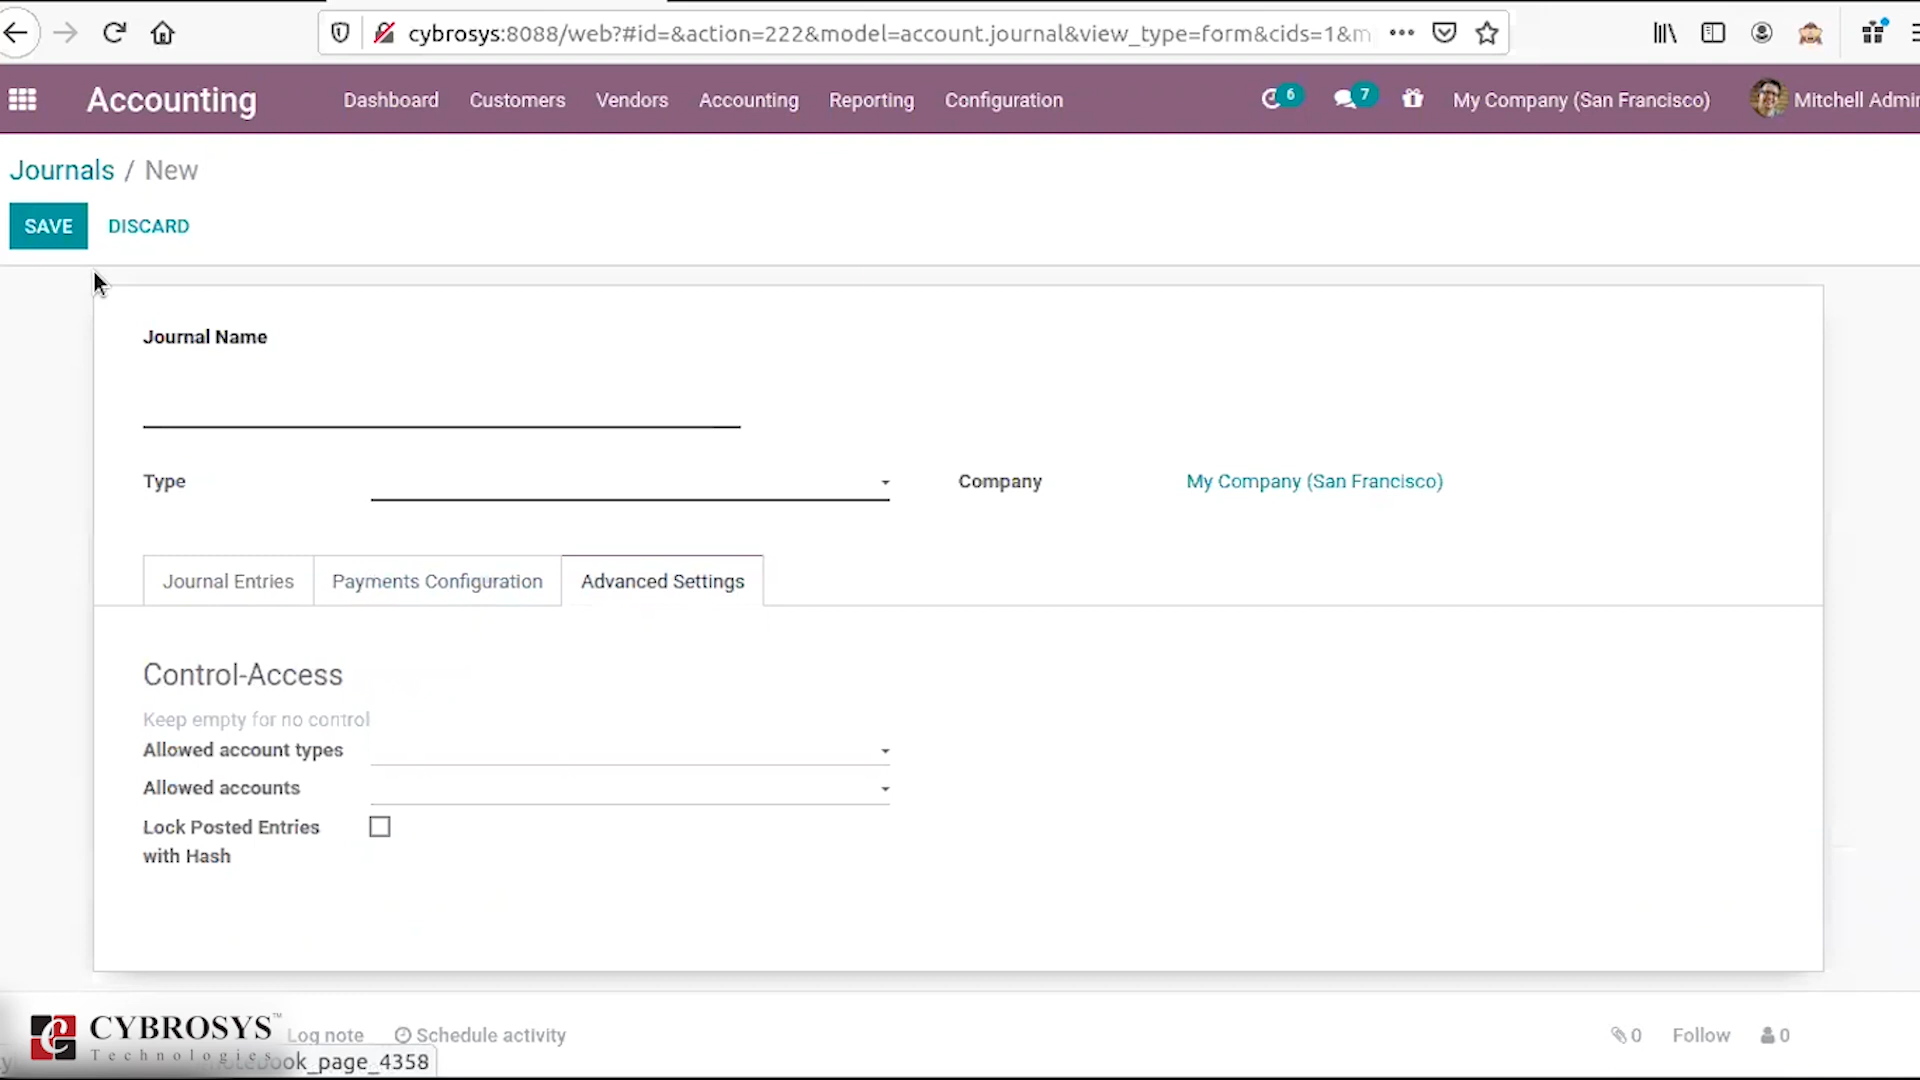 cybrosys:8088/web?#id=&action=222&model=account.journal&view_type=form&cids=1&m
Accounting Dashboard Customers Vendors Accounting Reporting Configuration 6 7 My Company (San Francisco) Mitchell Admin
Journals / New
SAVE DISCARD
Journal Name
Type Company My Company (San Francisco)
Journal Entries Payments Configuration Advanced Settings
Control-Access
Keep empty for no control
Allowed account types
Allowed accounts
Lock Posted Entries
with Hash
CYBROSYS™ Log note Schedule activity 0 Follow 0
Technologies
book_page_4358